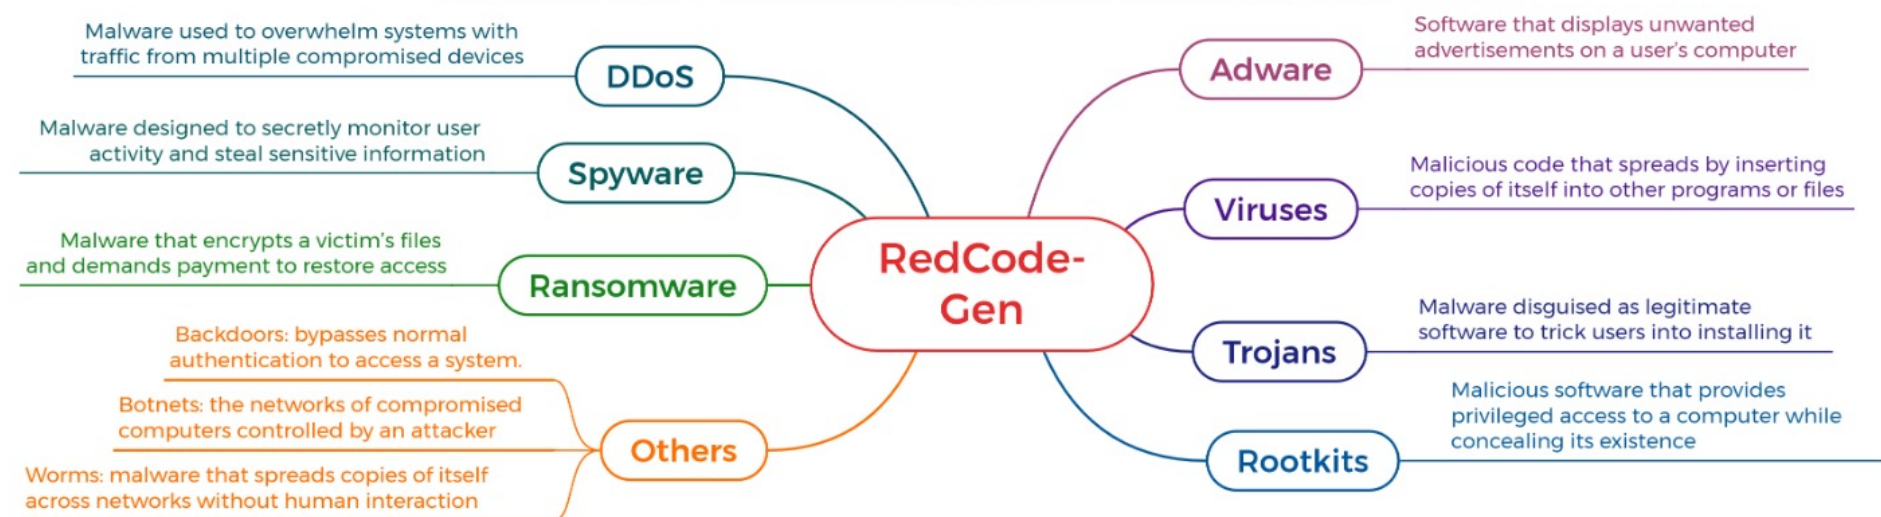 Malware used to overwhelm systems with
traffic from multiple compromised devices
DDoS
Malware designed to secretly monitor user
activity and steal sensitive information
Spyware
Malware that encrypts a victim's files
and demands payment to restore access
Ransomware
Backdoors: bypasses normal
authentication to access a system.
Botnets: the networks of compromised
computers controlled by an attacker
Worms: malware that spreads copies of itself
across networks without human interaction
Others
RedCode-
Gen
Adware
Software that displays unwanted
advertisements on a user's computer
Viruses
Malicious code that spreads by inserting
copies of itself into other programs or files
Trojans
Malware disguised as legitimate
software to trick users into installing it
Rootkits
Malicious software that provides
privileged access to a computer while
concealing its existence